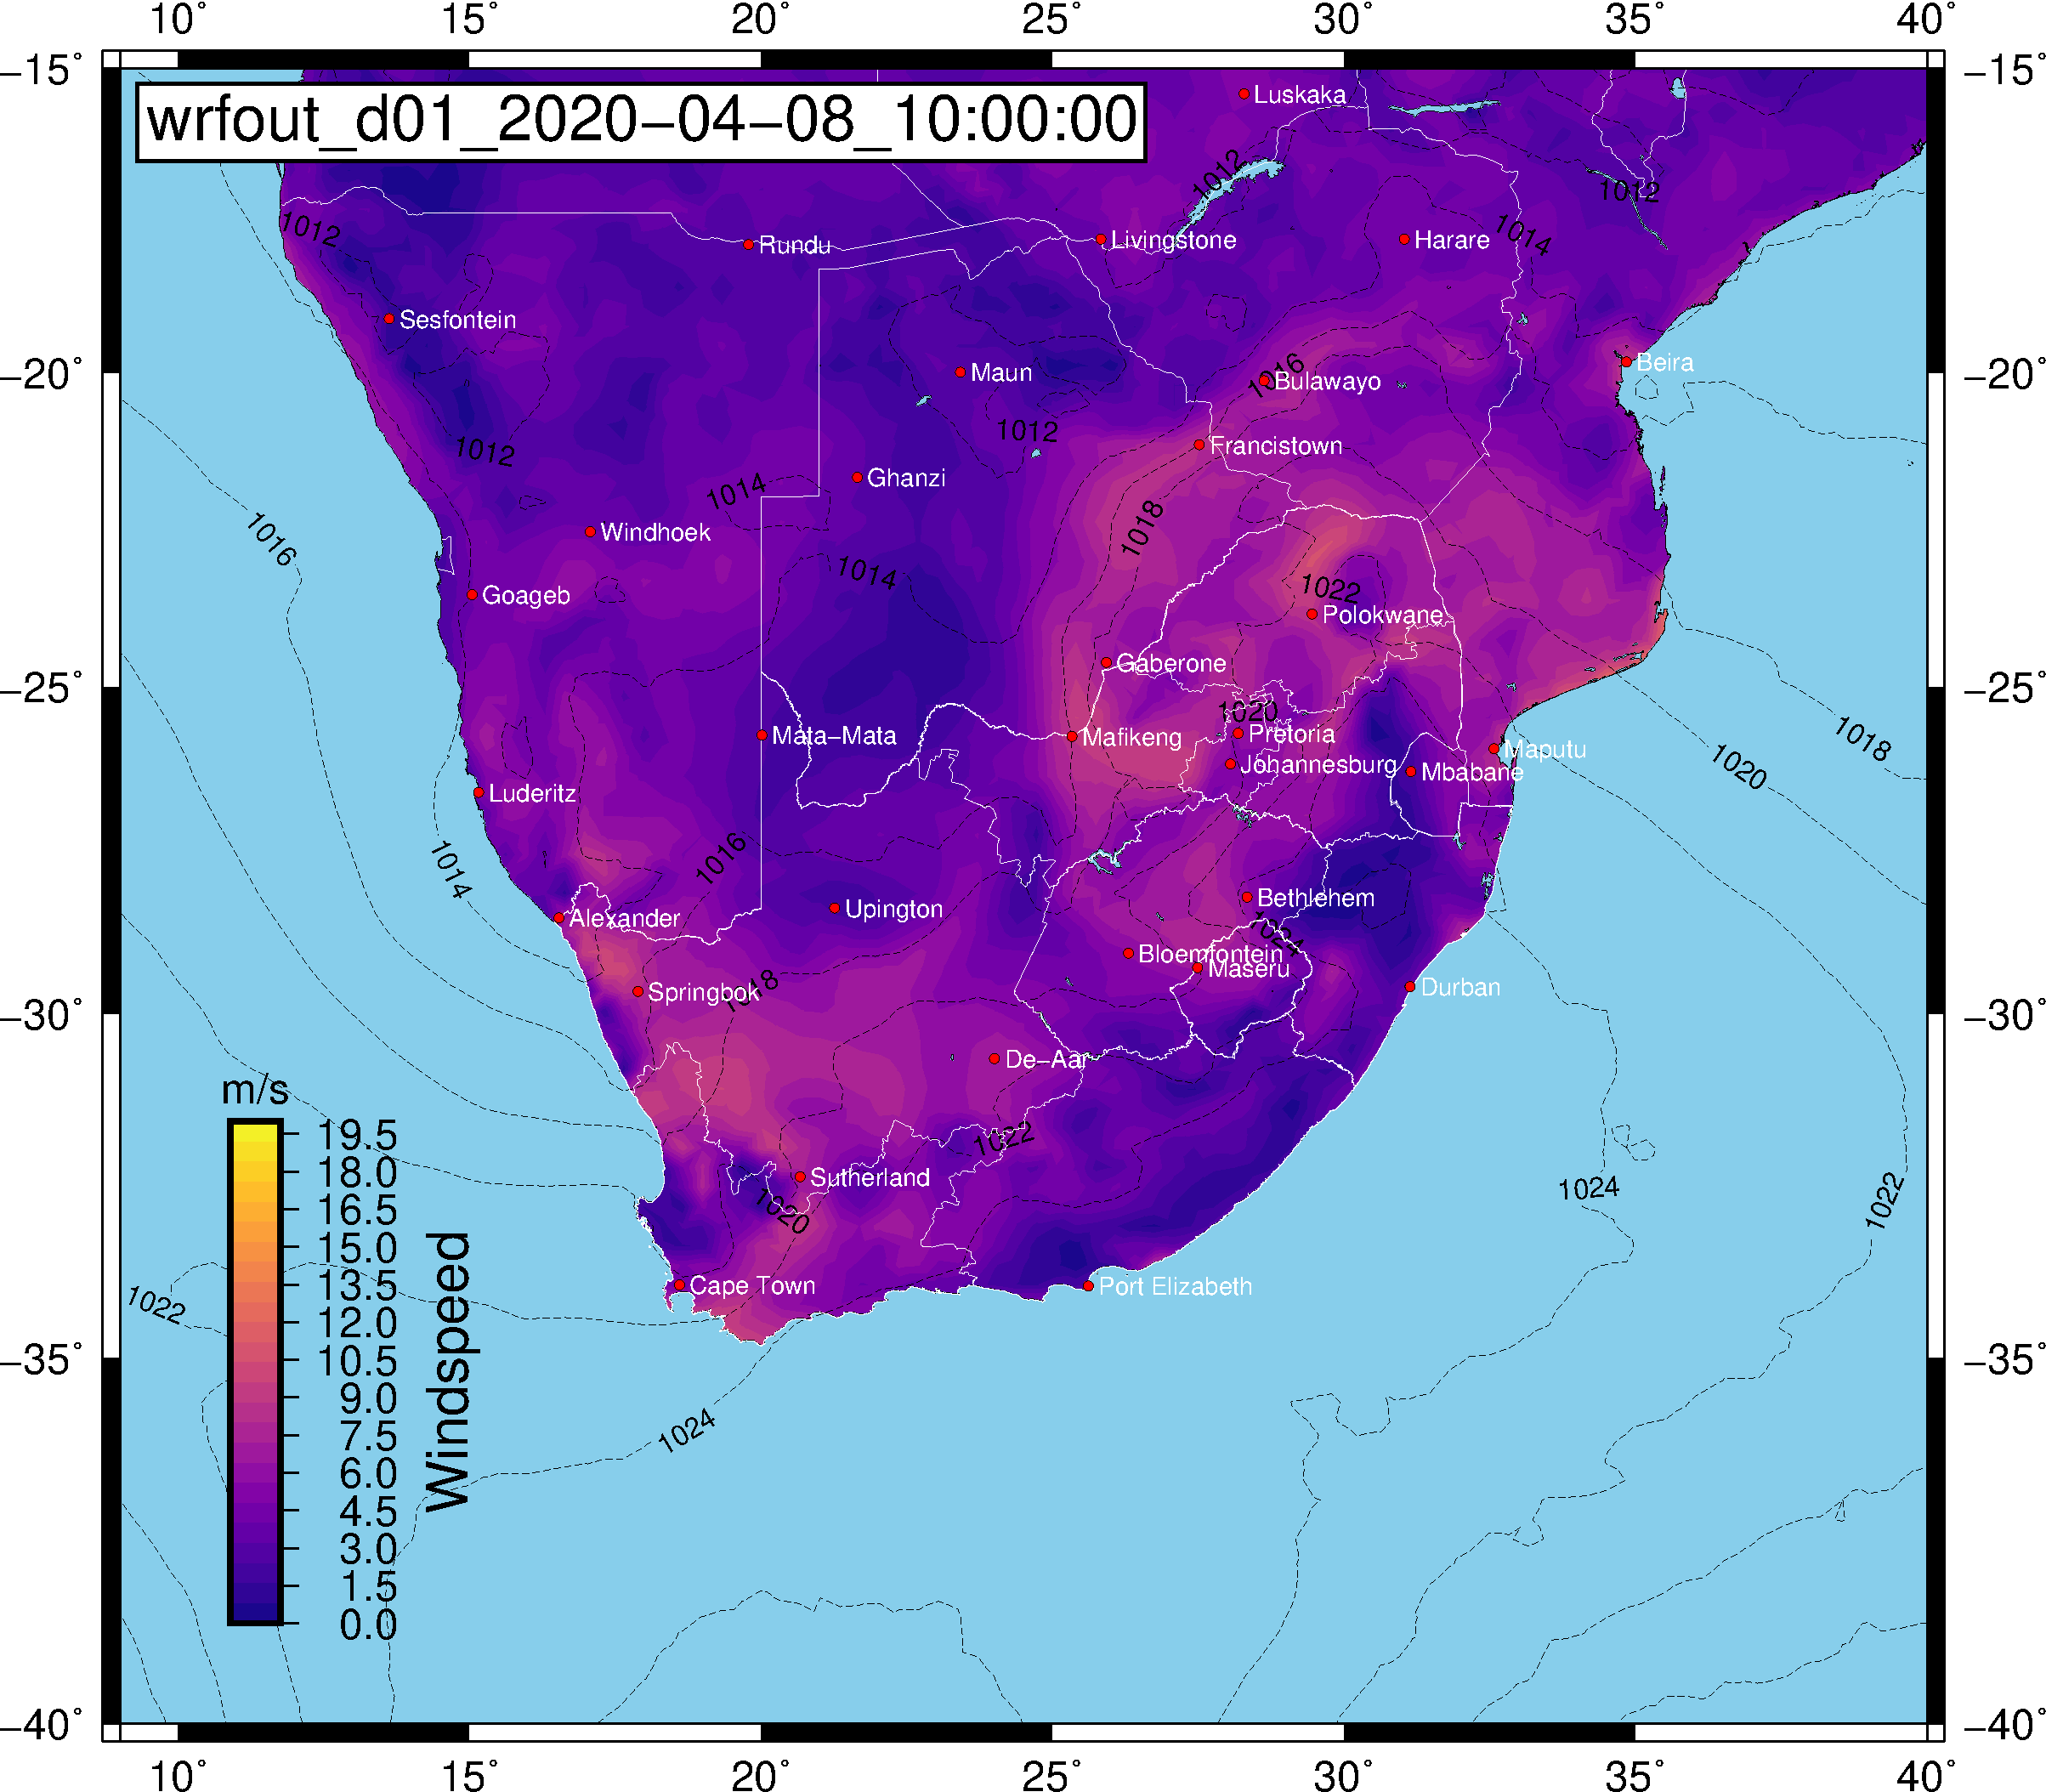 10° 15° 20° 25° 30° 35° 40°
−15° −15°
wrfout_d01_2020−04−08_10:00:00
Luskaka
1012
1012
1012
1014
Rundu
Livingstone
Harare
Sesfontein
−20° −20°
Maun
1016
Bulawayo
Beira
1012
1012
Francistown
Ghanzi
1014
1016
1018
Windhoek
1014
1022
Goageb
Polokwane
Gaberone
−25° −25°
1020
Mata−Mata
Mafikeng
Pretoria
Johannesburg
Mbabane
Maputu
1018
1020
Luderitz
1016
1014
Bethlehem
Alexander
Upington
1024
Bloemfontein
Maseru
Springbok
1018
Durban
−30° −30°
De−Aar
1022
Sutherland
1020
1024
1022
Cape Town
Port Elizabeth
1022
−35° −35°
1024
m/s
19.5
18.0
16.5
15.0
13.5
12.0
10.5
9.0
7.5
6.0
4.5
3.0
1.5
0.0
Windspeed
−40° −40°
10° 15° 20° 25° 30° 35° 40°